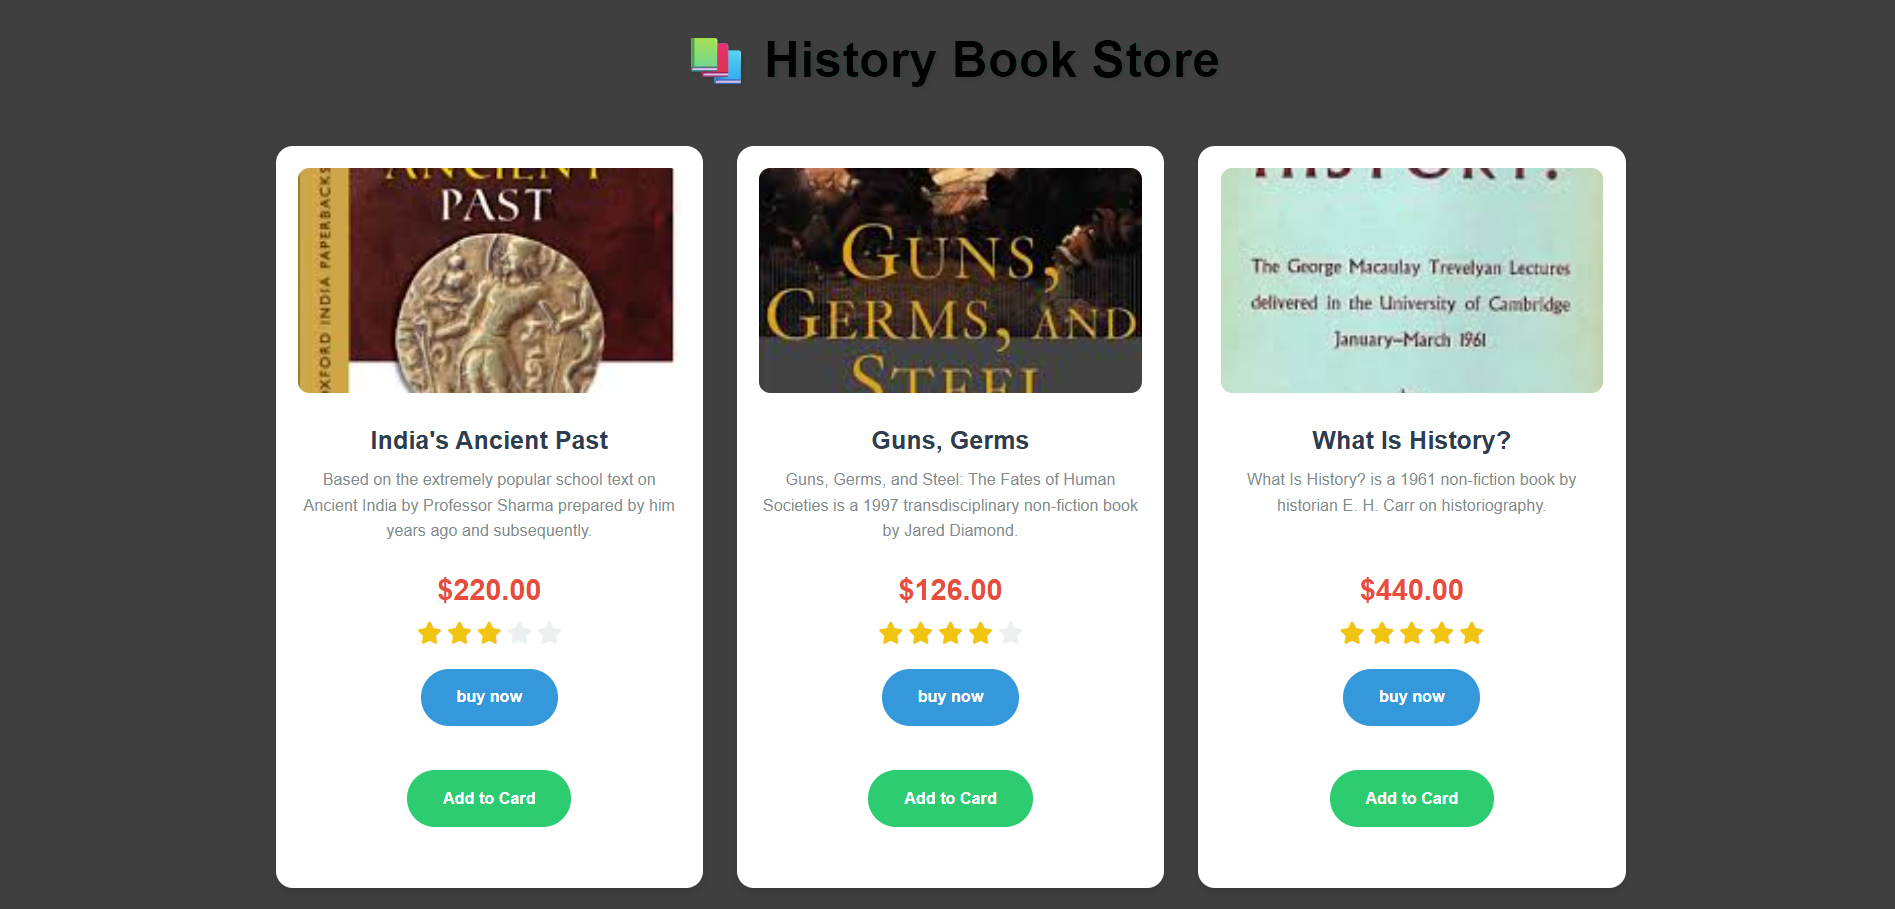 History Book Store
ANCIENT
PAST
OXFORD INDIA PAPERBACKS
India's Ancient Past
Based on the extremely popular school text on
Ancient India by Professor Sharma prepared by him
years ago and subsequently.
$220.00
buy now
Add to Card
GUNS,
GERMS, AND
STEEL
Guns, Germs
Guns, Germs, and Steel: The Fates of Human
Societies is a 1997 transdisciplinary non-fiction book
by Jared Diamond.
$126.00
buy now
Add to Card
HISTORY?
The George Macaulay Trevelyan Lectures
delivered in the University of Cambridge
January–March 1961
What Is History?
What Is History? is a 1961 non-fiction book by
historian E. H. Carr on historiography.
$440.00
buy now
Add to Card